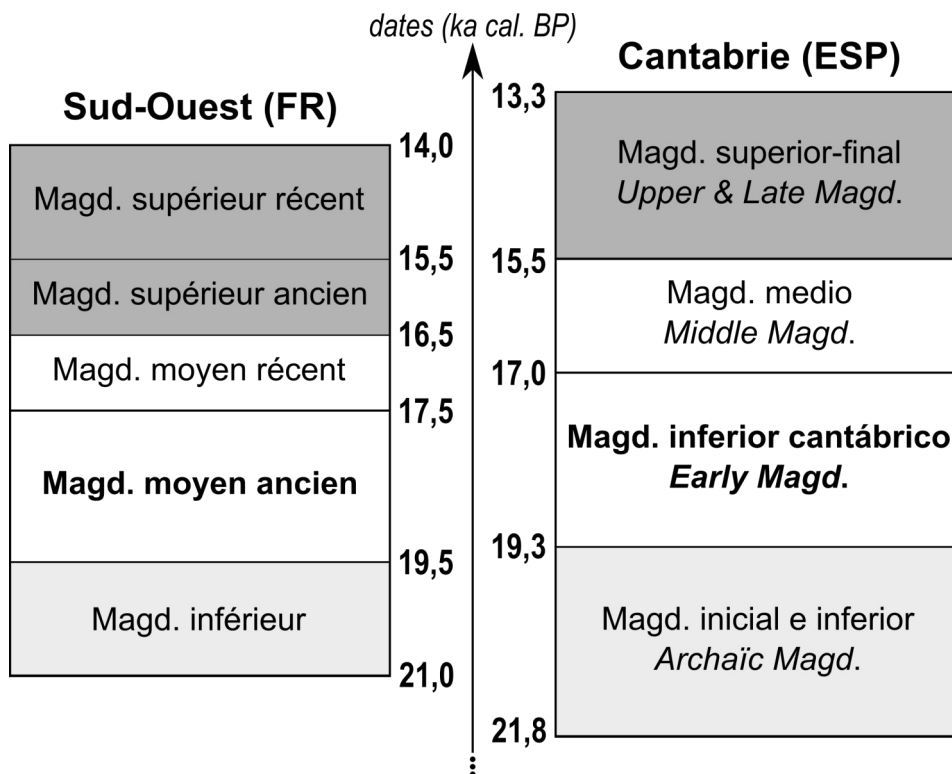 dates (ka cal. BP)
Sud-Ouest (FR)
14,0
Magd. supérieur récent
15,5
Magd. supérieur ancien
16,5
Magd. moyen récent
17,5
Magd. moyen ancien
19,5
Magd. inférieur
21,0
Cantabrie (ESP)
13,3
Magd. superior-final
Upper & Late Magd.
15,5
Magd. medio
Middle Magd.
17,0
Magd. inferior cantábrico
Early Magd.
19,3
Magd. inicial e inferior
Archaïc Magd.
21,8